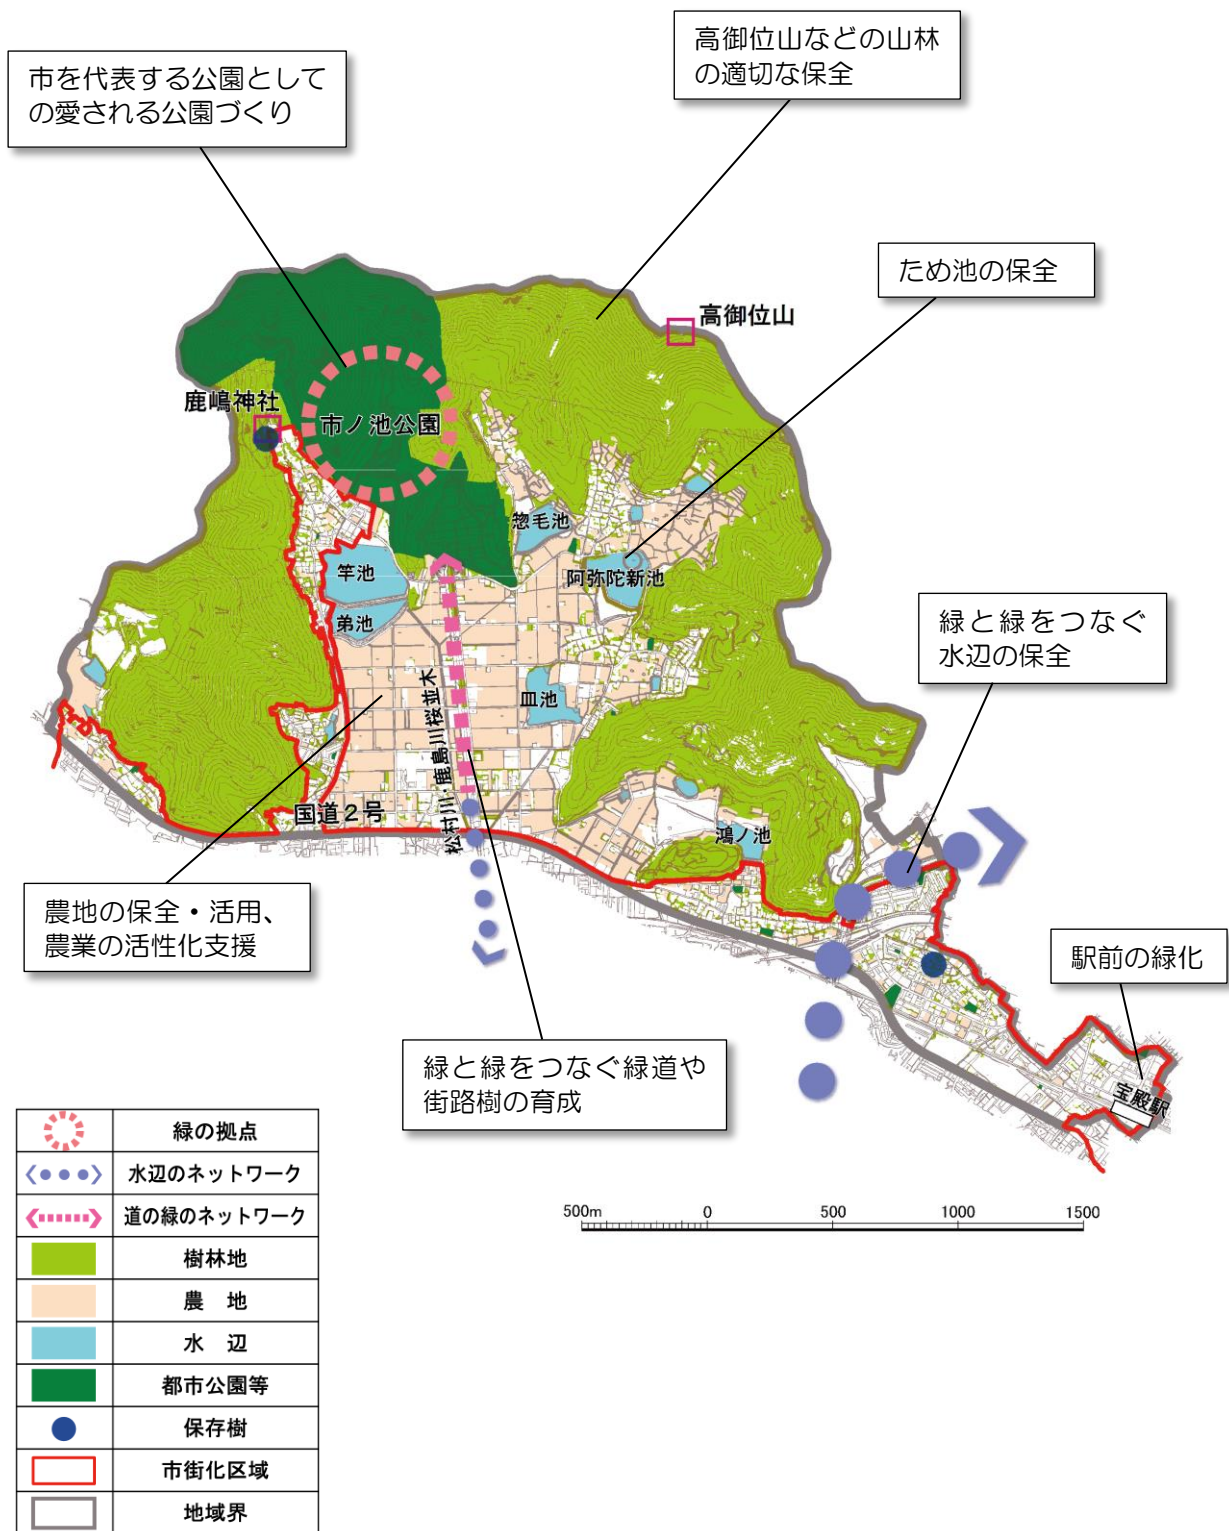 高御位山などの山林
の適切な保全
市を代表する公園として
の愛される公園づくり
ため池の保全
高御位山
鹿嶋神社
市ノ池公園
惣毛池
阿弥陀新池
竿池
弟池
緑と緑をつなぐ
水辺の保全
皿池
松村川・鹿島川桜並木
国道2号
鴻ノ池
農地の保全・活用、
農業の活性化支援
駅前の緑化
緑と緑をつなぐ緑道や
街路樹の育成
宝殿駅
緑の拠点
水辺のネットワーク
道の緑のネットワーク
樹林地
農 地
水 辺
都市公園等
保存樹
市街化区域
地域界
500m 0 500 1000 1500